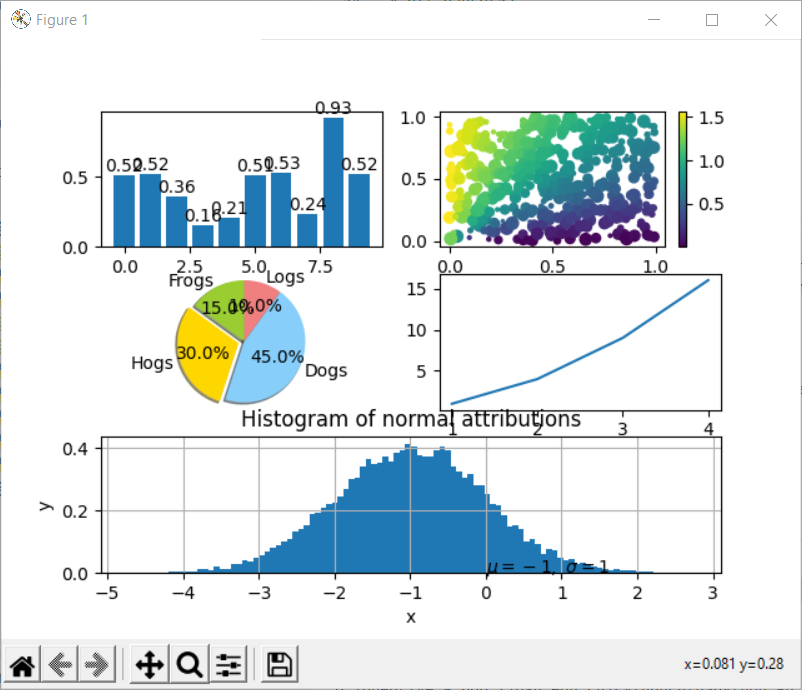 Figure 1
0.52 0.52 0.36 0.16 0.21 0.51 0.53 0.24 0.93 0.52
0.5
0.0
0.0 2.5 5.0 7.5
1.0
0.5
0.0
0.0 0.5 1.0
1.5
1.0
0.5
Frogs Logs
15.0% 10.0%
Hogs 30.0% 45.0% Dogs
15
10
5
1 2 3 4
Histogram of normal attributions
0.4
0.2
0.0
y
μ = −1, σ = 1
−5 −4 −3 −2 −1 0 1 2 3
x
x=0.081 y=0.28